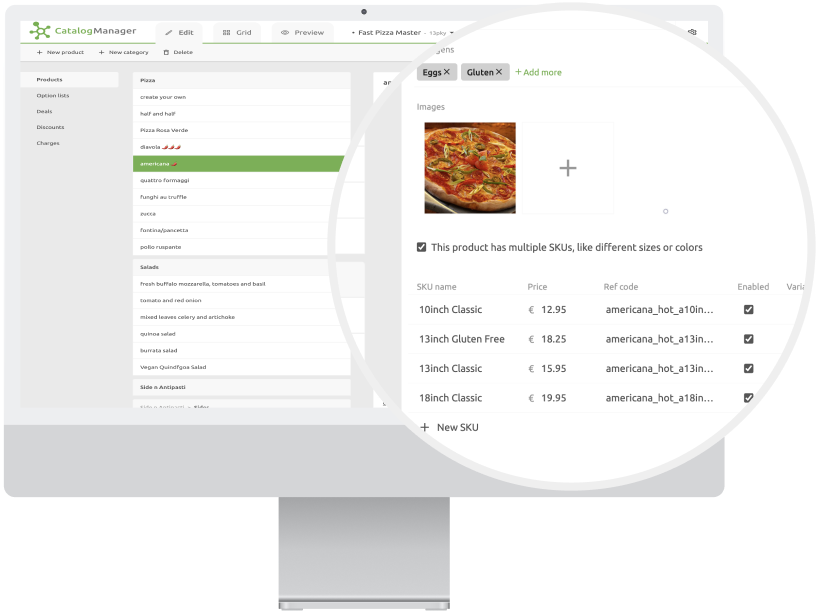 CatalogManager
Edit
Grid
Preview
• Fast Pizza Master - 13pky
+ New product
+ New category
Delete
Products
Option lists
Deals
Discounts
Charges
Pizza
create your own
half and half
Pizza Rosa Verde
diavola 🌶🌶🌶
americana 🌶
quattro formaggi
funghi au truffle
zucca
fontina/pancetta
pollo ruspante
Salads
fresh buffulo mozzarella, tomatoes and basil
tomato and red onion
mixed leaves celery and artichoke
quinoa salad
burrata salad
Vegan Quindfgoa Salad
Side n Antipasti
Side n Antipasti > Sides
Eggs ✕ Gluten ✕ + Add more
Images
+
This product has multiple SKUs, like different sizes or colors
SKU name Price Ref code Enabled Varia
10inch Classic € 12.95 americana_hot_a10in...
13inch Gluten Free € 18.25 americana_hot_a13in...
13inch Classic € 15.95 americana_hot_a13in...
18inch Classic € 19.95 americana_hot_a18in...
+ New SKU